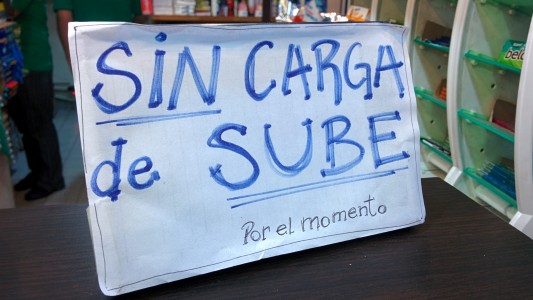 SiN CARGA
de SUBE
Por el momento